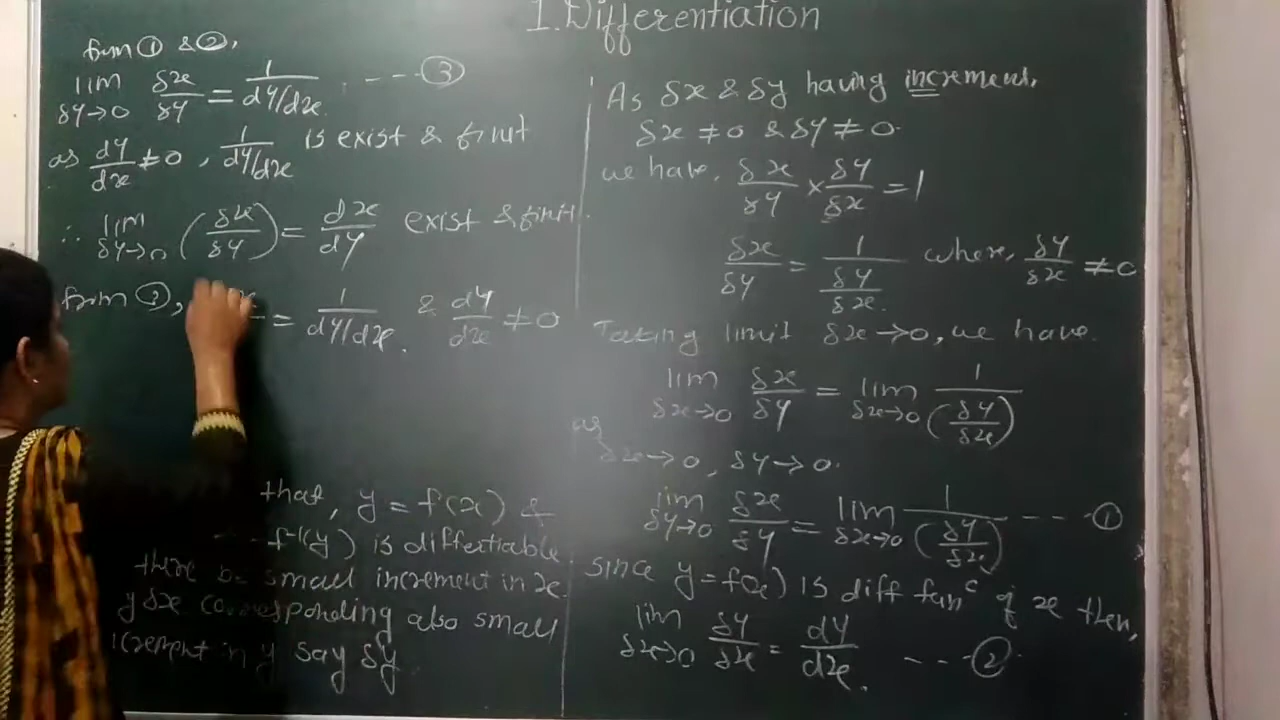 1. Differentiation
that, y = f(x) &
f⁻¹(y) is differtiable
there be small increment in x
y δx corresponding also small
increment in y say δy
As δx & δy having increment,
δx ≠ 0 & δy ≠ 0.
we have, δx/δy × δy/δx = 1
δx/δy = 1/(δy/δx) where, δy/δx ≠ 0
Taking limit δx → 0, we have.
lim δx→0 δx/δy = lim δx→0 1/(δy/δx)
as
δx → 0, δy → 0.
lim δy→0 δx/δy = lim δx→0 1/(δy/δx) --- ①
since y = f(x) is diff funᶜ of x then,
lim δx→0 δy/δx = dy/dx. --- ②
from ① & ②,
lim δy→0 δx/δy = 1/(dy/dx). --- ③
as dy/dx ≠ 0, 1/(dy/dx) is exist & finit
∴ lim δy→0 (δx/δy) = dx/dy exist & finit.
from ③, = 1/(dy/dx). & dy/dx ≠ 0